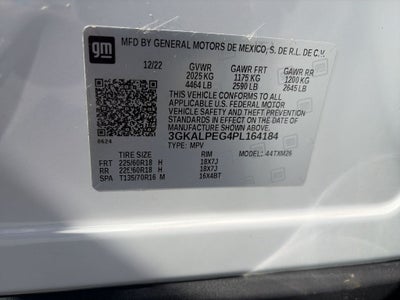 gm
MFD BY GENERAL MOTORS DE MEXICO, S. DE R.L. DE C.V.
12/22 GVWR GAWR FRT GAWR RR
2025 KG 1175 KG 1200 KG
4464 LB 2590 LB 2645 LB
THIS VEHICLE CONFORMS TO ALL APPLICABLE
U.S. FEDERAL MOTOR
VEHICLE SAFETY AND THEFT PREVENTION
STANDARDS IN EFFECT ON THE DATE OF
MANUFACTURE SHOWN ABOVE.
3GKALPEG4PL164184
8624 TYPE: MPV
TIRE SIZE RIM MODEL: 4TXM26
FRT 225/60R18 H 18X7J
RR 225/60R18 H 18X7J
SPA T135/70R16 M 16X4BT